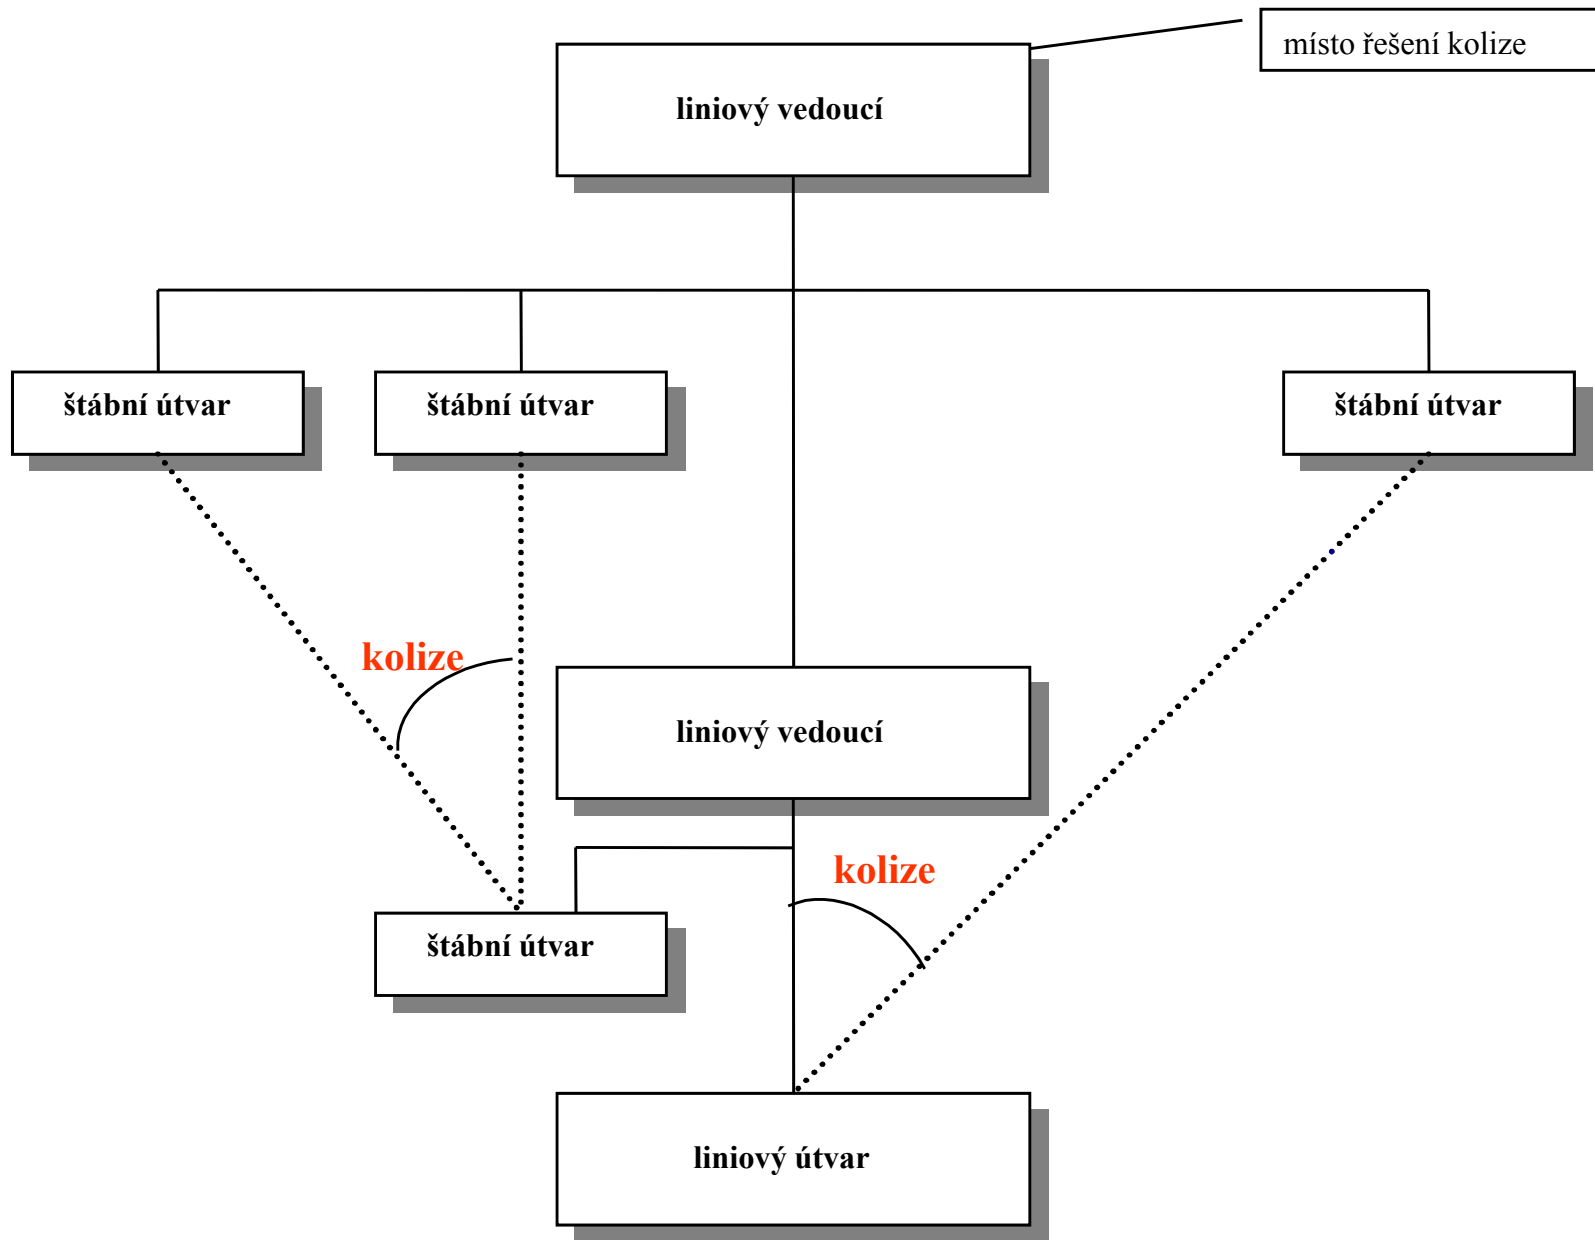 místo řešení kolize
liniový vedoucí
štábní útvar
štábní útvar
štábní útvar
kolize
liniový vedoucí
kolize
štábní útvar
liniový útvar